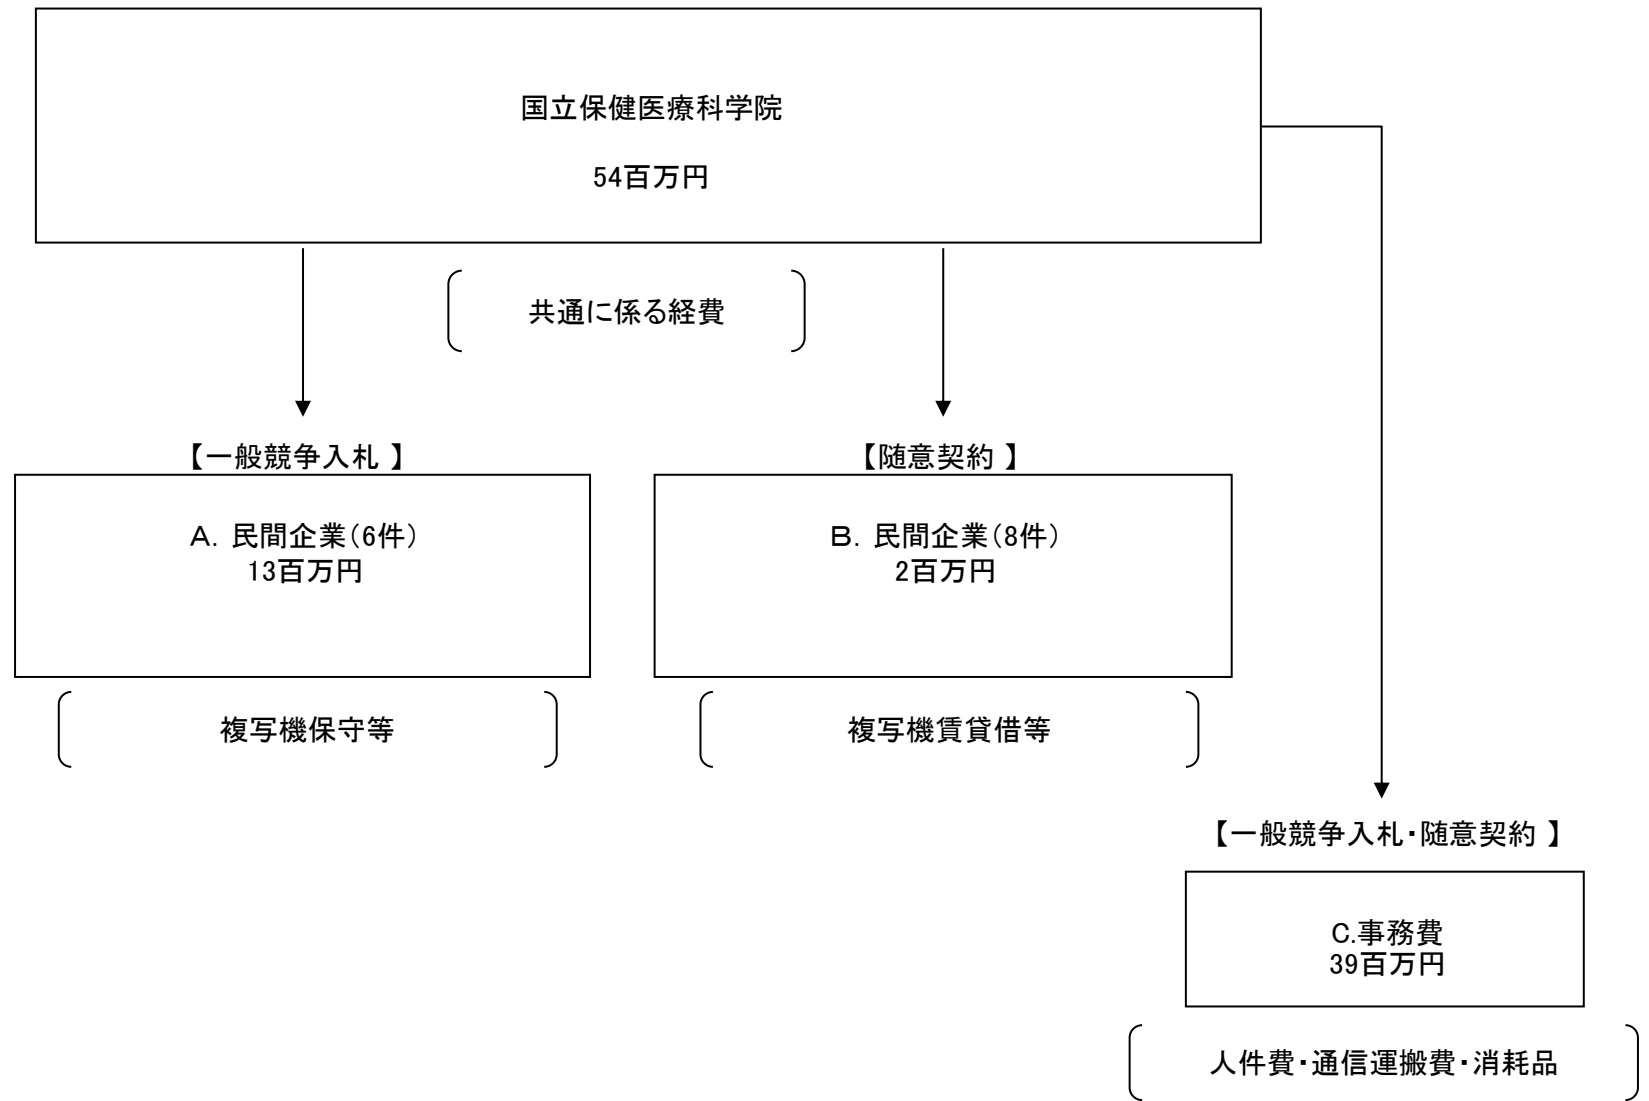 国立保健医療科学院
54百万円
共通に係る経費
【一般競争入札 】
【随意契約 】
A. 民間企業(6件)
13百万円
B. 民間企業(8件)
2百万円
複写機保守等
複写機賃貸借等
【一般競争入札・随意契約 】
C.事務費
39百万円
人件費・通信運搬費・消耗品